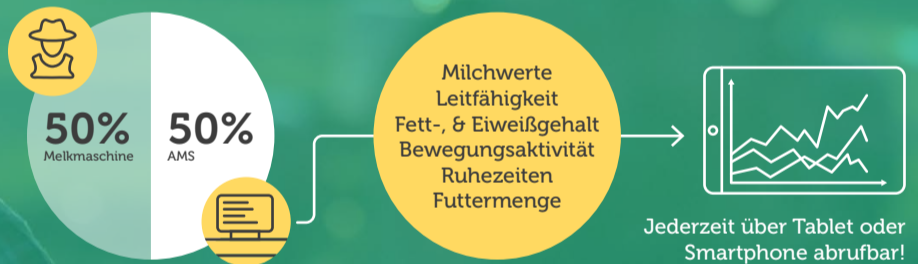 50%
Melkmaschine
50%
AMS
Milchwerte
Leitfähigkeit
Fett-, & Eiweißgehalt
Bewegungsaktivität
Ruhezeiten
Futtermenge
Jederzeit über Tablet oder
Smartphone abrufbar!